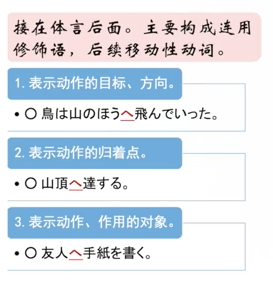 接在体言后面。主要构成连用
修饰语，后续移动性动词。
1. 表示动作的目标、方向。
• 〇 鳥は山のほうへ飛んでいった。
2. 表示动作的归着点。
• 〇 山頂へ達する。
3. 表示动作、作用的对象。
• 〇 友人へ手紙を書く。